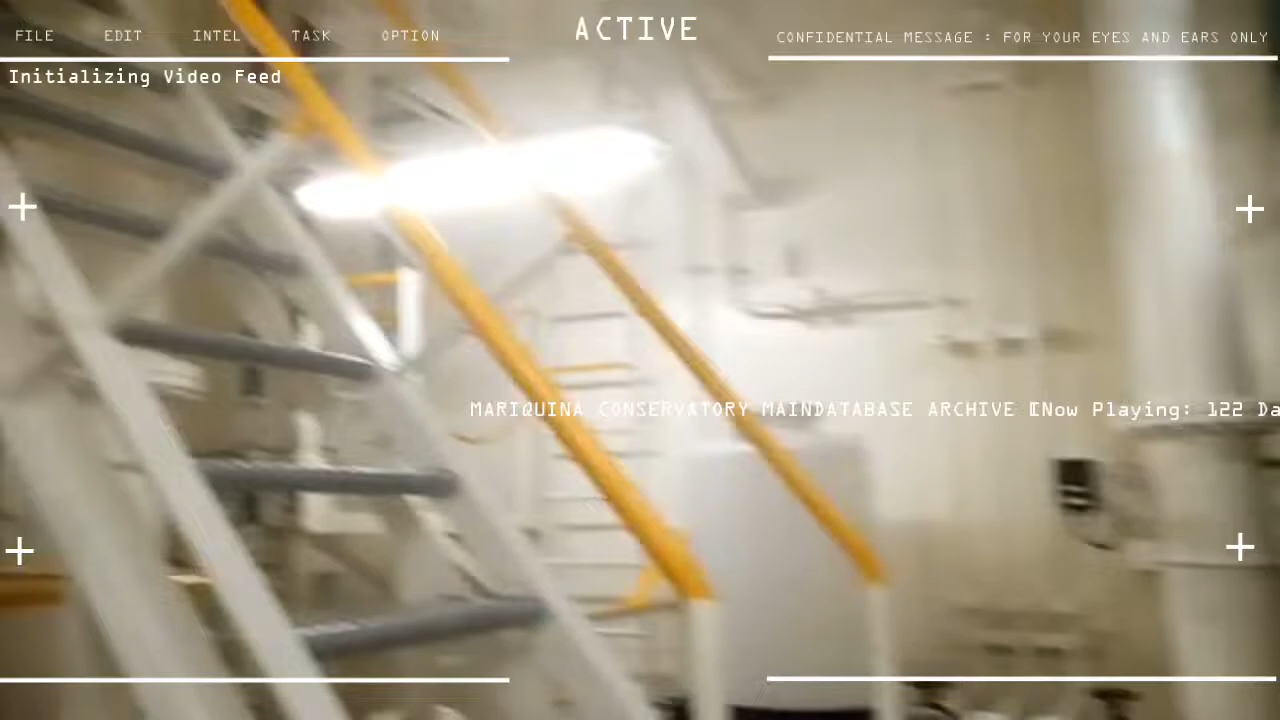 FILE EDIT INTEL TASK OPTION
ACTIVE
CONFIDENTIAL MESSAGE : FOR YOUR EYES AND EARS ONLY
Initializing Video Feed
MARIQUINA CONSERVATORY MAINDATABASE ARCHIVE Now Playing: 122 Da